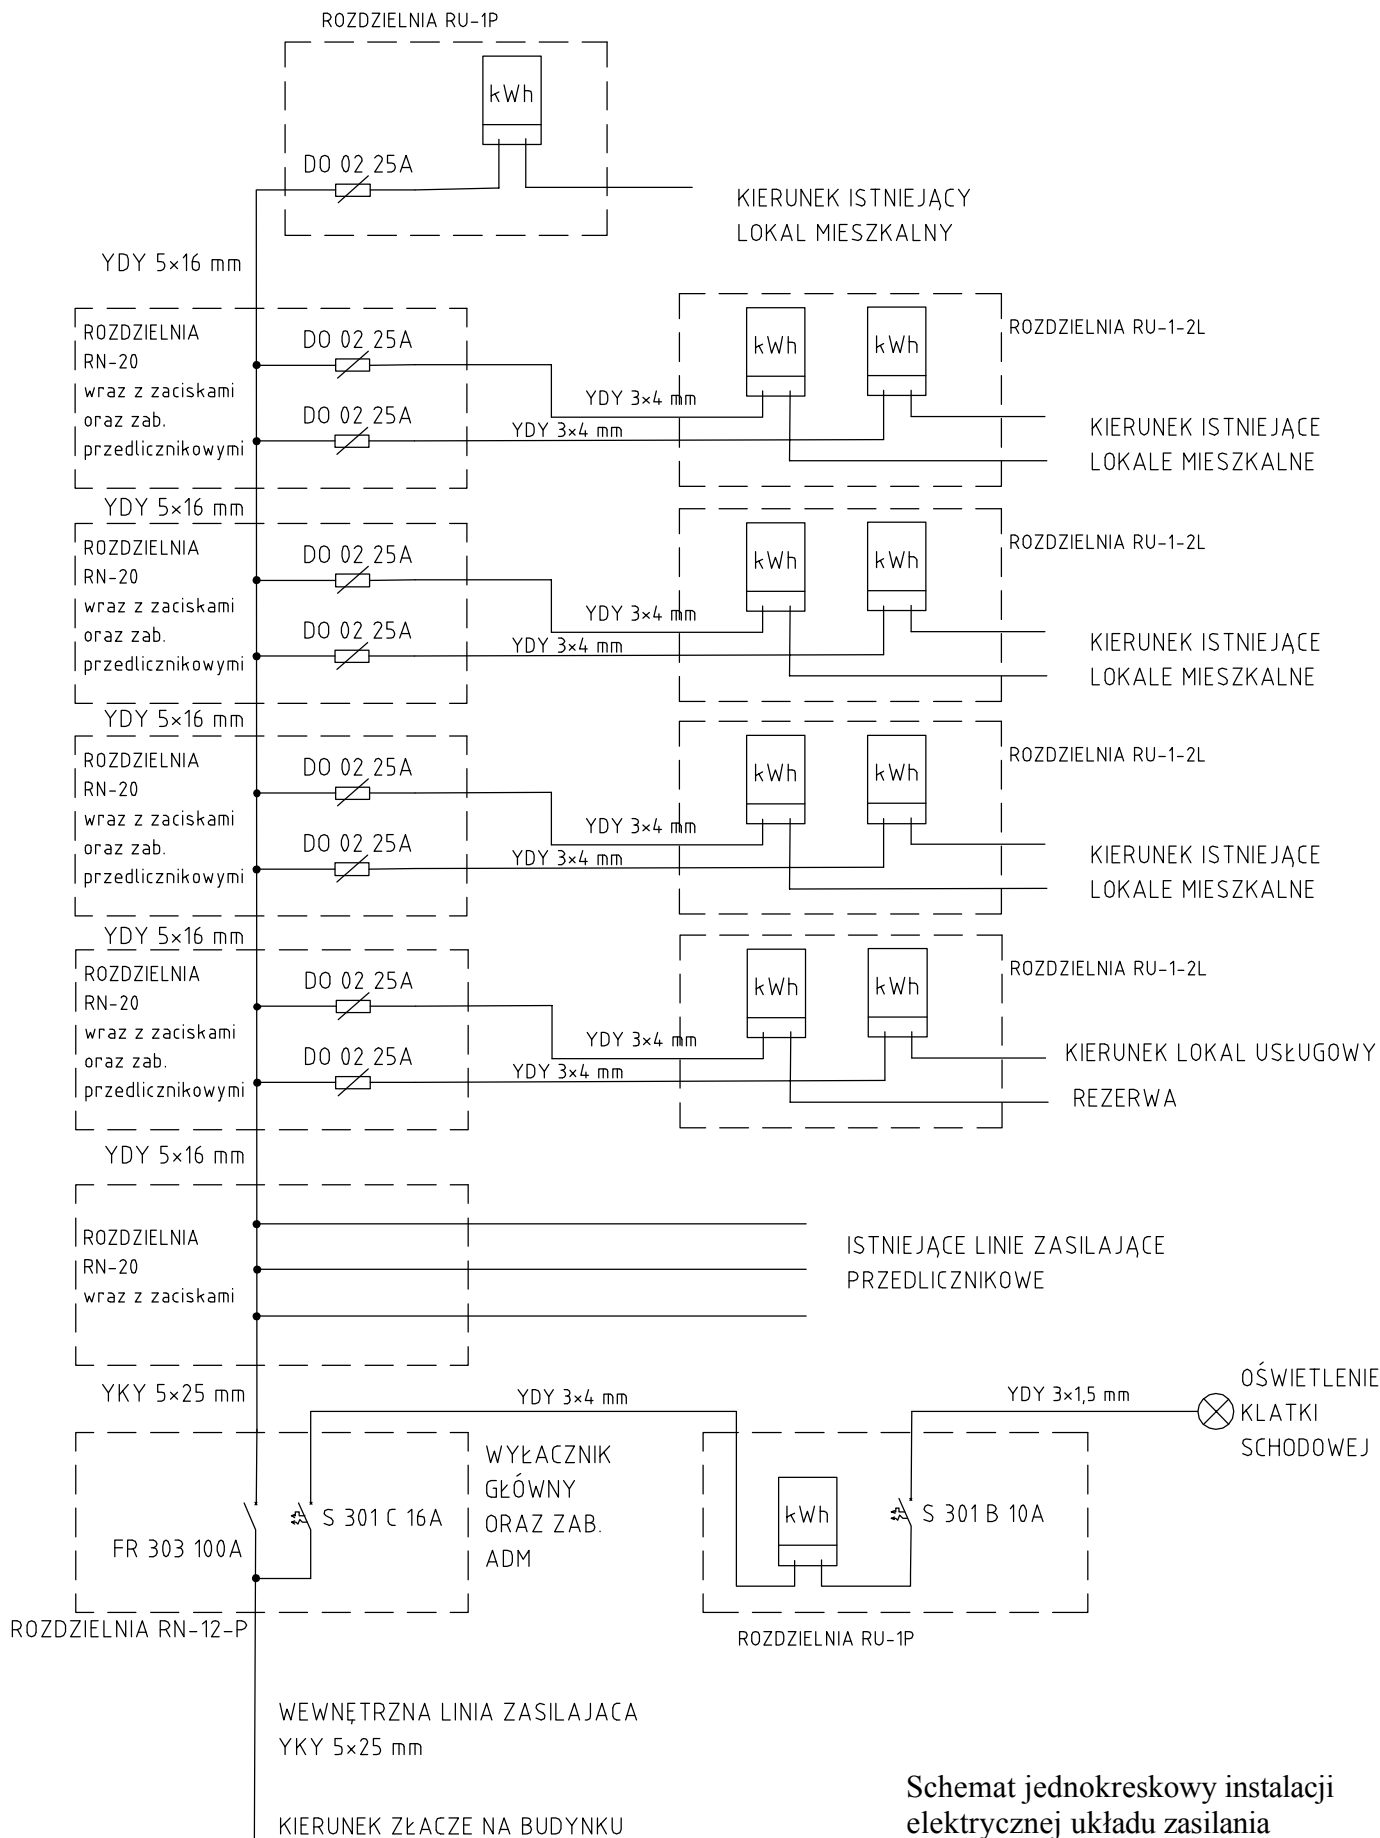 ROZDZIELNIA RU-1P
kWh
DO 02 25A
KIERUNEK ISTNIEJĄCY
LOKAL MIESZKALNY
YDY 5×16 mm
ROZDZIELNIA
RN-20
wraz z zaciskami
oraz zab.
przedlicznikowymi
DO 02 25A
DO 02 25A
YDY 3×4 mm
YDY 3×4 mm
kWh
kWh
ROZDZIELNIA RU-1-2L
KIERUNEK ISTNIEJĄCE
LOKALE MIESZKALNE
YDY 5×16 mm
ROZDZIELNIA
RN-20
wraz z zaciskami
oraz zab.
przedlicznikowymi
DO 02 25A
DO 02 25A
YDY 3×4 mm
YDY 3×4 mm
kWh
kWh
ROZDZIELNIA RU-1-2L
KIERUNEK ISTNIEJĄCE
LOKALE MIESZKALNE
YDY 5×16 mm
ROZDZIELNIA
RN-20
wraz z zaciskami
oraz zab.
przedlicznikowymi
DO 02 25A
DO 02 25A
YDY 3×4 mm
YDY 3×4 mm
kWh
kWh
ROZDZIELNIA RU-1-2L
KIERUNEK ISTNIEJĄCE
LOKALE MIESZKALNE
YDY 5×16 mm
ROZDZIELNIA
RN-20
wraz z zaciskami
oraz zab.
przedlicznikowymi
DO 02 25A
DO 02 25A
YDY 3×4 mm
YDY 3×4 mm
kWh
kWh
ROZDZIELNIA RU-1-2L
KIERUNEK LOKAL USŁUGOWY
REZERWA
YDY 5×16 mm
ROZDZIELNIA
RN-20
wraz z zaciskami
ISTNIEJĄCE LINIE ZASILAJĄCE
PRZEDLICZNIKOWE
YKY 5×25 mm
YDY 3×4 mm
YDY 3×1,5 mm
OŚWIETLENIE
KLATKI
SCHODOWEJ
FR 303 100A
S 301 C 16A
WYŁACZNIK
GŁÓWNY
ORAZ ZAB.
ADM
kWh
S 301 B 10A
ROZDZIELNIA RN-12-P
ROZDZIELNIA RU-1P
WEWNĘTRZNA LINIA ZASILAJACA
YKY 5×25 mm
KIERUNEK ZŁACZE NA BUDYNKU
Schemat jednokreskowy instalacji
elektrycznej układu zasilania